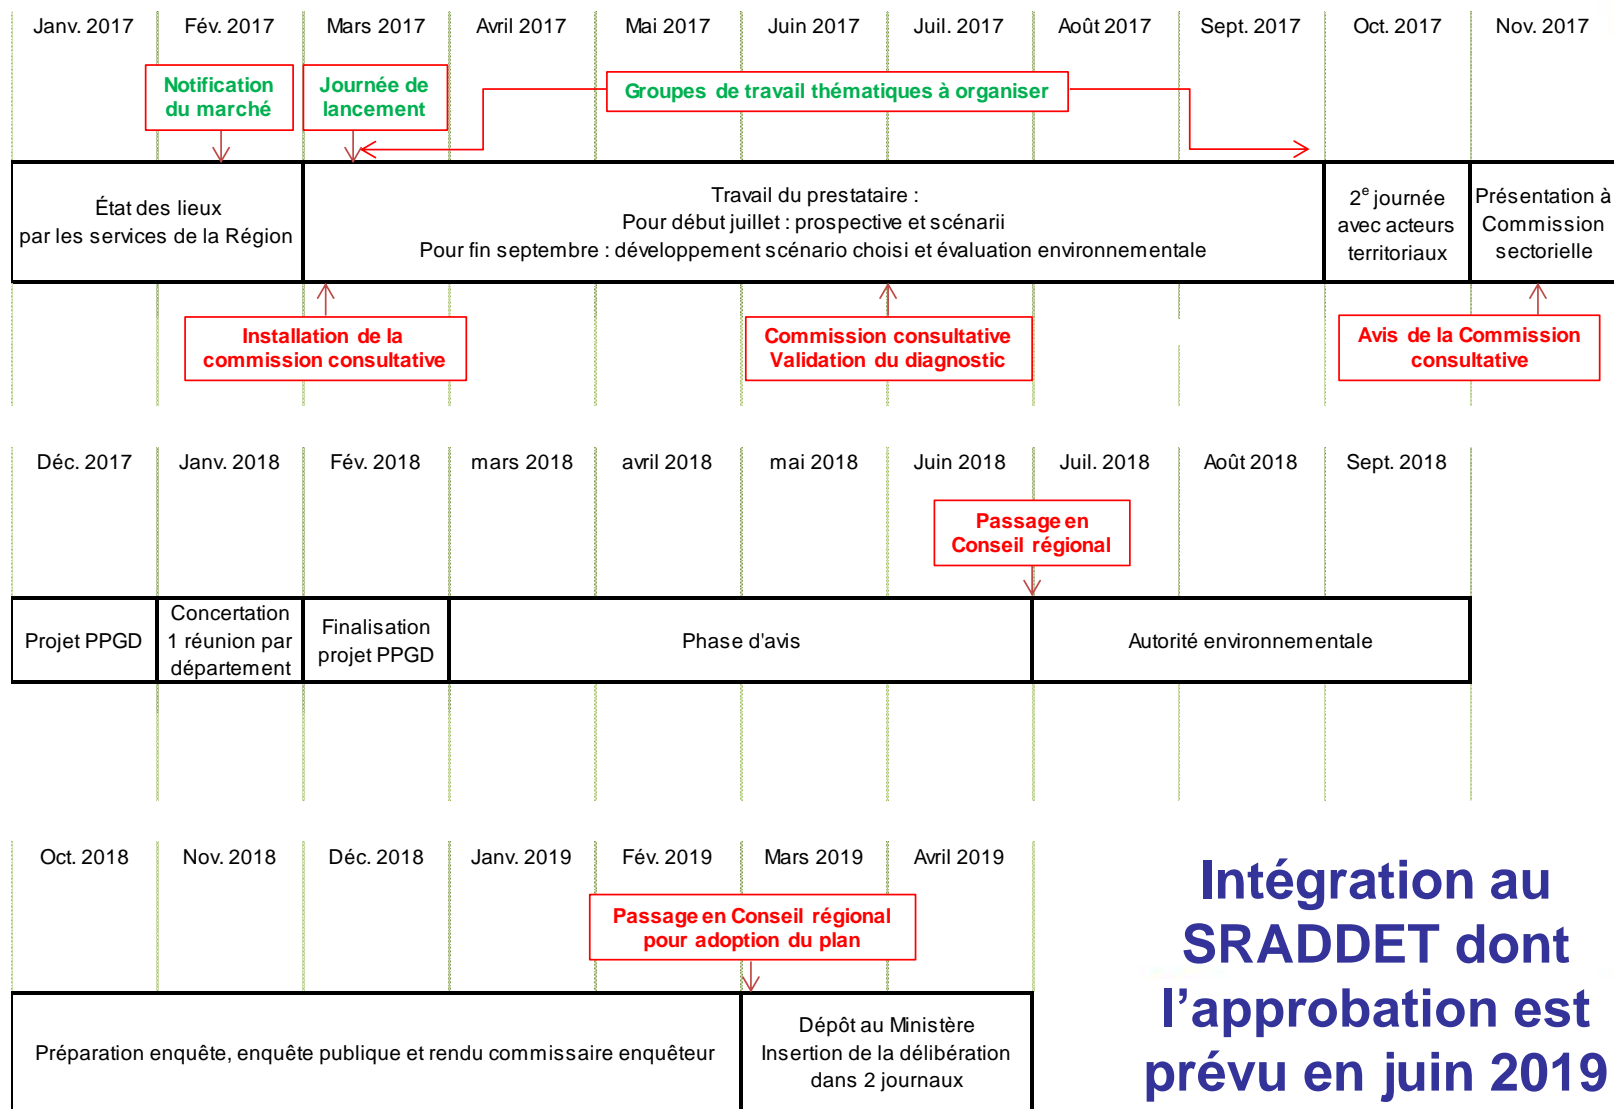 Janv. 2017 Fév. 2017 Mars 2017 Avril 2017 Mai 2017 Juin 2017 Juil. 2017 Août 2017 Sept. 2017 Oct. 2017 Nov. 2017
Notification
du marché
Journée de
lancement
Groupes de travail thématiques à organiser
État des lieux
par les services de la Région
Travail du prestataire :
Pour début juillet : prospective et scénarii
Pour fin septembre : développement scénario choisi et évaluation environnementale
2e journée
avec acteurs
territoriaux
Présentation à
Commission
sectorielle
Installation de la
commission consultative
Commission consultative
Validation du diagnostic
Avis de la Commission
consultative
Déc. 2017 Janv. 2018 Fév. 2018 mars 2018 avril 2018 mai 2018 Juin 2018 Juil. 2018 Août 2018 Sept. 2018
Passage en
Conseil régional
Projet PPGD
Concertation
1 réunion par
département
Finalisation
projet PPGD
Phase d'avis
Autorité environnementale
Oct. 2018 Nov. 2018 Déc. 2018 Janv. 2019 Fév. 2019 Mars 2019 Avril 2019
Passage en Conseil régional
pour adoption du plan
Préparation enquête, enquête publique et rendu commissaire enquêteur
Dépôt au Ministère
Insertion de la délibération
dans 2 journaux
Intégration au
SRADDET dont
l’approbation est
prévu en juin 2019